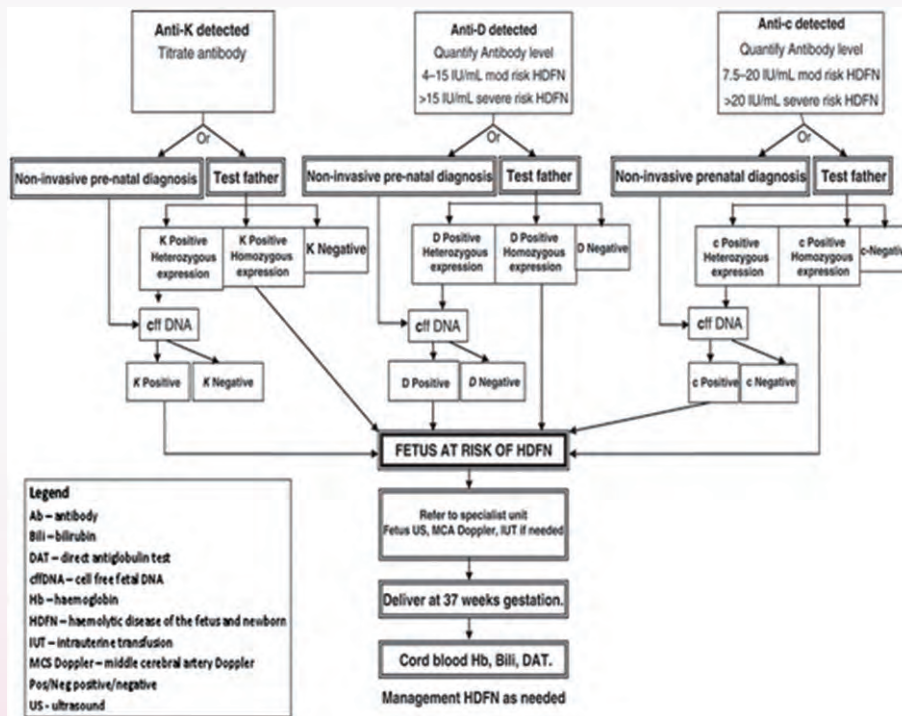 Anti-K detected
Titrate antibody
Anti-D detected
Quantify Antibody level
4–15 IU/mL mod risk HDFN
>15 IU/mL severe risk HDFN
Anti-c detected
Quantify Antibody level
7.5–20 IU/mL mod risk HDFN
>20 IU/mL severe risk HDFN
Or
Or
Or
Non-invasive pre-natal diagnosis
Test father
Non-invasive pre-natal diagnosis
Test father
Non-invasive prenatal diagnosis
Test father
K Positive
Heterozygous
expression
K Positive
Homozygous
expression
K Negative
D Positive
Heterozygous
expression
D Positive
Homozygous
expression
D Negative
c Positive
Heterozygous
expression
c Positive
Homozygous
expression
c-Negative
cff DNA
cff DNA
cff DNA
K Positive
K Negative
D Positive
D Negative
c Positive
c Negative
FETUS AT RISK OF HDFN
Refer to specialist unit
Fetus US, MCA Doppler, IUT if needed
Deliver at 37 weeks gestation.
Cord blood Hb, Bili, DAT.
Management HDFN as needed
Legend
Ab – antibody
Bili – bilirubin
DAT – direct antiglobulin test
cffDNA – cell free fetal DNA
Hb – haemoglobin
HDFN – haemolytic disease of the fetus and newborn
IUT – intrauterine transfusion
MCS Doppler – middle cerebral artery Doppler
Pos/Neg positive/negative
US - ultrasound